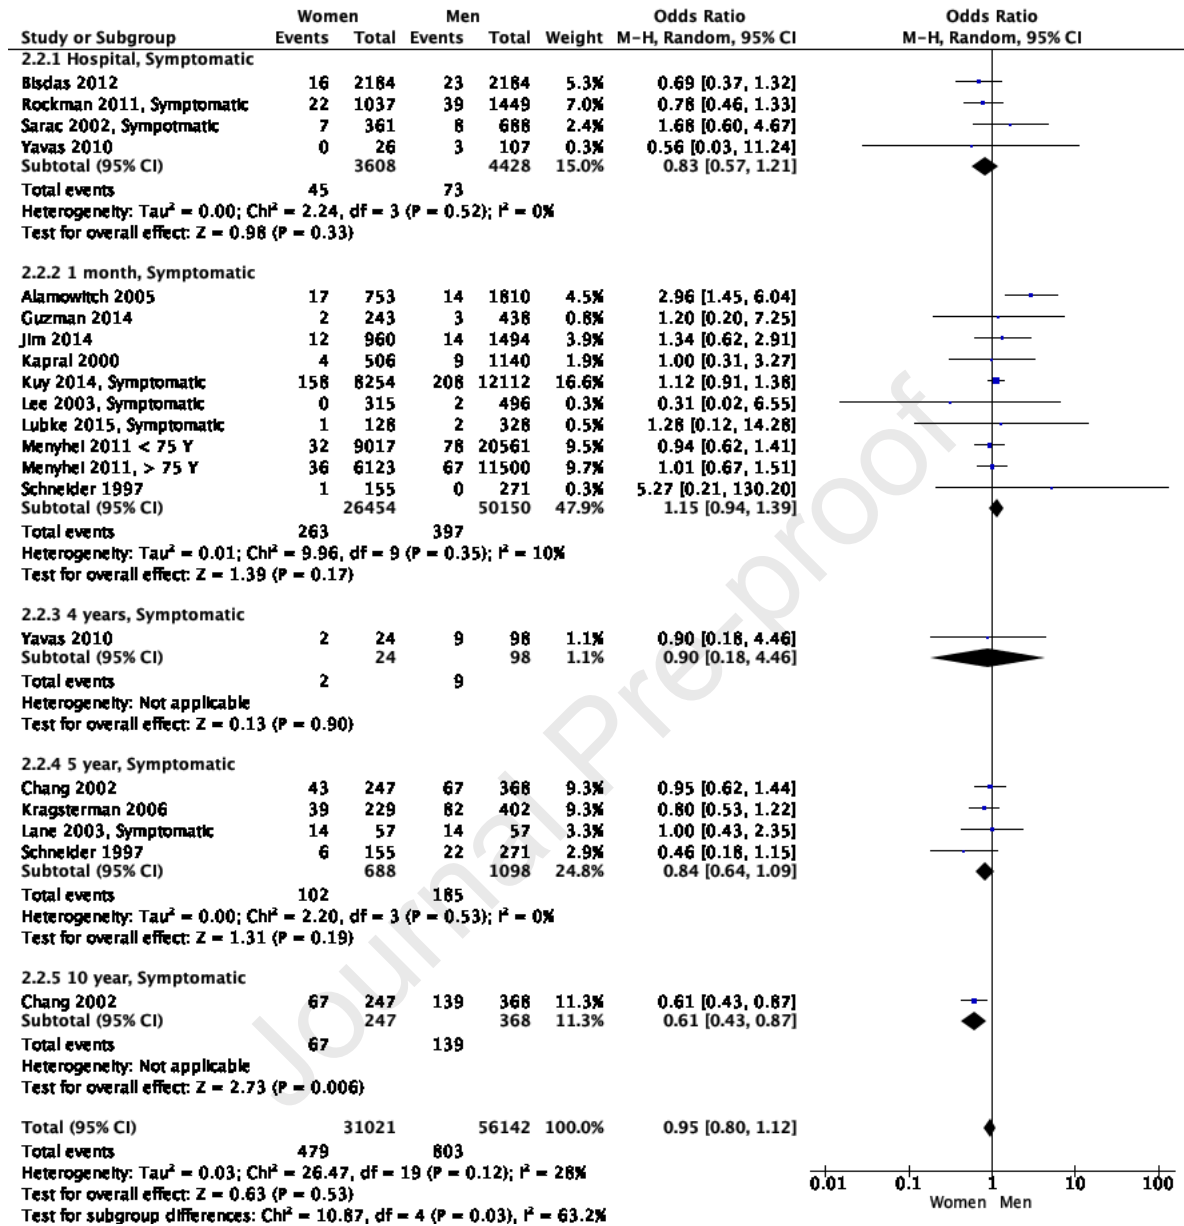 Women Men Odds Ratio Odds Ratio
Study or Subgroup Events Total Events Total Weight M-H, Random, 95% CI M-H, Random, 95% CI
2.2.1 Hospital, Symptomatic
Bisdas 2012 16 2184 23 2184 5.3% 0.69 [0.37, 1.32]
Rockman 2011, Symptomatic 22 1037 39 1449 7.0% 0.78 [0.46, 1.33]
Sarac 2002, Sympotmatic 7 361 8 688 2.4% 1.68 [0.60, 4.67]
Yavas 2010 0 26 3 107 0.3% 0.56 [0.03, 11.24]
Subtotal (95% CI) 3608 4428 15.0% 0.83 [0.57, 1.21]
Total events 45 73
Heterogeneity: Tau² = 0.00; Chi² = 2.24, df = 3 (P = 0.52); I² = 0%
Test for overall effect: Z = 0.98 (P = 0.33)
2.2.2 1 month, Symptomatic
Alamowitch 2005 17 753 14 1810 4.5% 2.96 [1.45, 6.04]
Guzman 2014 2 243 3 438 0.8% 1.20 [0.20, 7.25]
Jim 2014 12 960 14 1494 3.9% 1.34 [0.62, 2.91]
Kapral 2000 4 506 9 1140 1.9% 1.00 [0.31, 3.27]
Kuy 2014, Symptomatic 158 8254 208 12112 16.6% 1.12 [0.91, 1.38]
Lee 2003, Symptomatic 0 315 2 496 0.3% 0.31 [0.02, 6.55]
Lubke 2015, Symptomatic 1 128 2 328 0.5% 1.28 [0.12, 14.28]
Menyhei 2011 < 75 Y 32 9017 78 20561 9.5% 0.94 [0.62, 1.41]
Menyhei 2011, > 75 Y 36 6123 67 11500 9.7% 1.01 [0.67, 1.51]
Schneider 1997 1 155 0 271 0.3% 5.27 [0.21, 130.20]
Subtotal (95% CI) 26454 50150 47.9% 1.15 [0.94, 1.39]
Total events 263 397
Heterogeneity: Tau² = 0.01; Chi² = 9.96, df = 9 (P = 0.35); I² = 10%
Test for overall effect: Z = 1.39 (P = 0.17)
2.2.3 4 years, Symptomatic
Yavas 2010 2 24 9 98 1.1% 0.90 [0.18, 4.46]
Subtotal (95% CI) 24 98 1.1% 0.90 [0.18, 4.46]
Total events 2 9
Heterogeneity: Not applicable
Test for overall effect: Z = 0.13 (P = 0.90)
2.2.4 5 year, Symptomatic
Chang 2002 43 247 67 368 9.3% 0.95 [0.62, 1.44]
Kragsterman 2006 39 229 82 402 9.3% 0.80 [0.53, 1.22]
Lane 2003, Symptomatic 14 57 14 57 3.3% 1.00 [0.43, 2.35]
Schneider 1997 6 155 22 271 2.9% 0.46 [0.18, 1.15]
Subtotal (95% CI) 688 1098 24.8% 0.84 [0.64, 1.09]
Total events 102 185
Heterogeneity: Tau² = 0.00; Chi² = 2.20, df = 3 (P = 0.53); I² = 0%
Test for overall effect: Z = 1.31 (P = 0.19)
2.2.5 10 year, Symptomatic
Chang 2002 67 247 139 368 11.3% 0.61 [0.43, 0.87]
Subtotal (95% CI) 247 368 11.3% 0.61 [0.43, 0.87]
Total events 67 139
Heterogeneity: Not applicable
Test for overall effect: Z = 2.73 (P = 0.006)
Total (95% CI) 31021 56142 100.0% 0.95 [0.80, 1.12]
Total events 479 803
Heterogeneity: Tau² = 0.03; Chi² = 26.47, df = 19 (P = 0.12); I² = 28%
Test for overall effect: Z = 0.63 (P = 0.53)
Test for subgroup differences: Chi² = 10.87, df = 4 (P = 0.03), I² = 63.2%
0.01 0.1 1 10 100
Women Men
Journal Pre-proof